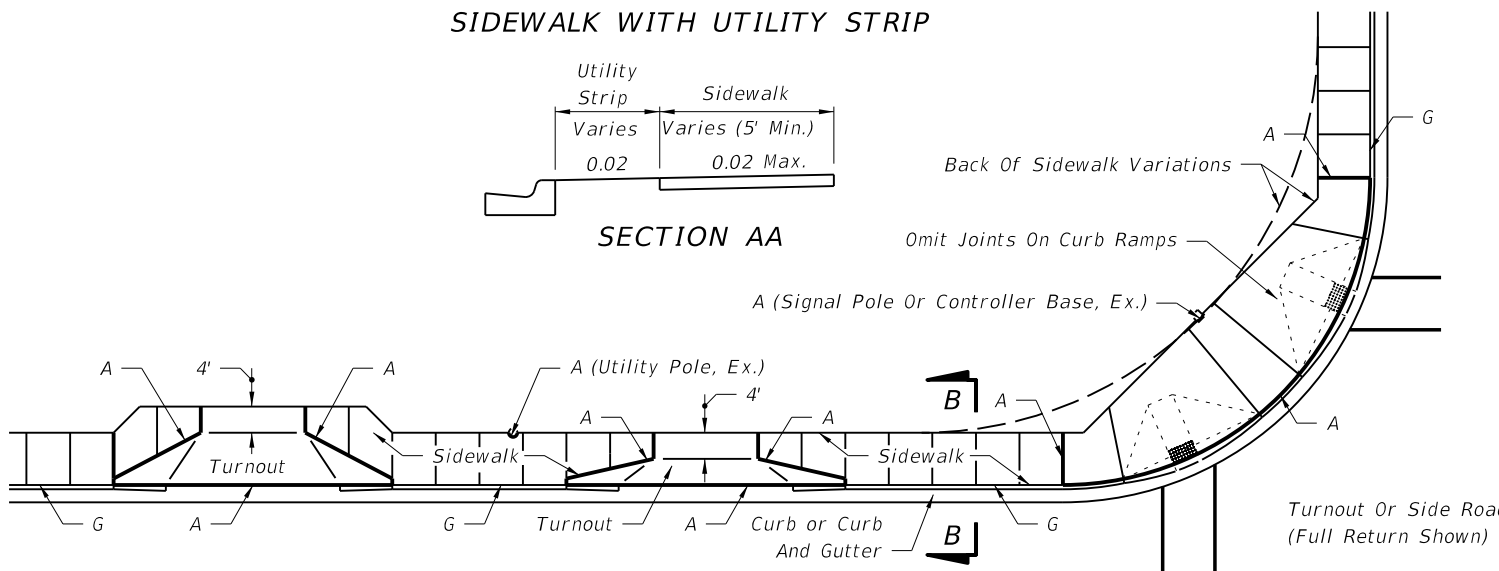 SIDEWALK WITH UTILITY STRIP
Utility
Strip
Sidewalk
Varies
Varies (5' Min.)
0.02
0.02 Max.
SECTION AA
G
A
Back Of Sidewalk Variations
Omit Joints On Curb Ramps
A (Signal Pole Or Controller Base, Ex.)
A
4'
A
A (Utility Pole, Ex.)
4'
B
A
A
A
A
Turnout
Sidewalk
Sidewalk
G
A
G
Turnout
A
Curb or Curb
And Gutter
B
G
Turnout Or Side Road
(Full Return Shown)